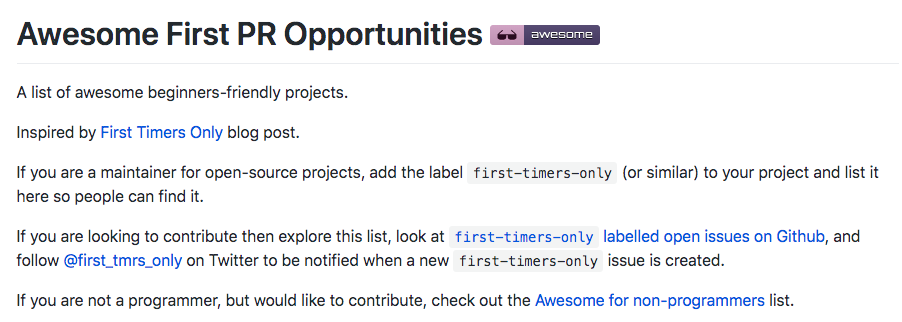 Awesome First PR Opportunities awesome
A list of awesome beginners-friendly projects.
Inspired by First Timers Only blog post.
If you are a maintainer for open-source projects, add the label first-timers-only (or similar) to your project and list it
here so people can find it.
If you are looking to contribute then explore this list, look at first-timers-only labelled open issues on Github, and
follow @first_tmrs_only on Twitter to be notified when a new first-timers-only issue is created.
If you are not a programmer, but would like to contribute, check out the Awesome for non-programmers list.